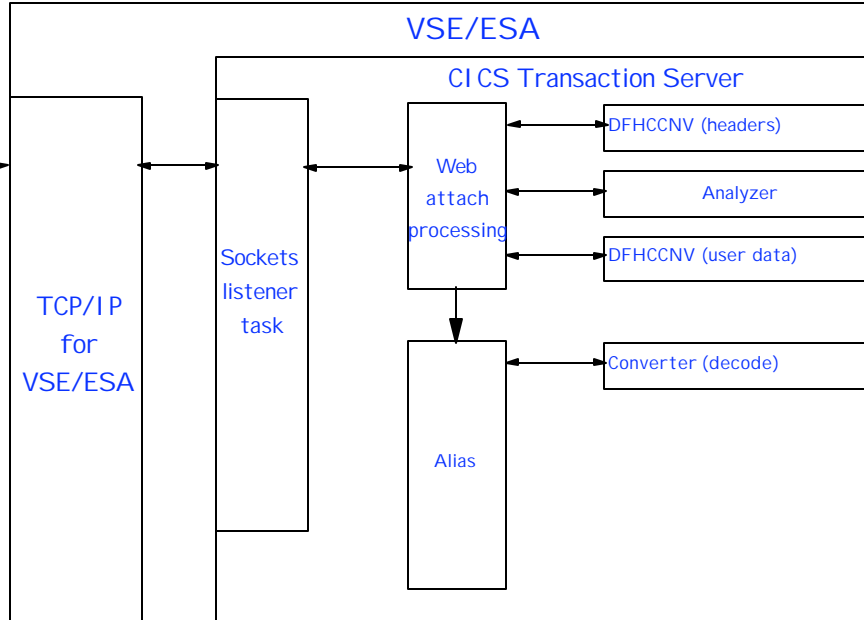 VSE/ESA
CICS Transaction Server
DFHCCNV (headers)
Web
attach
processing
Analyzer
DFHCCNV (user data)
Sockets
listener
task
TCP/IP
for
VSE/ESA
Converter (decode)
Alias